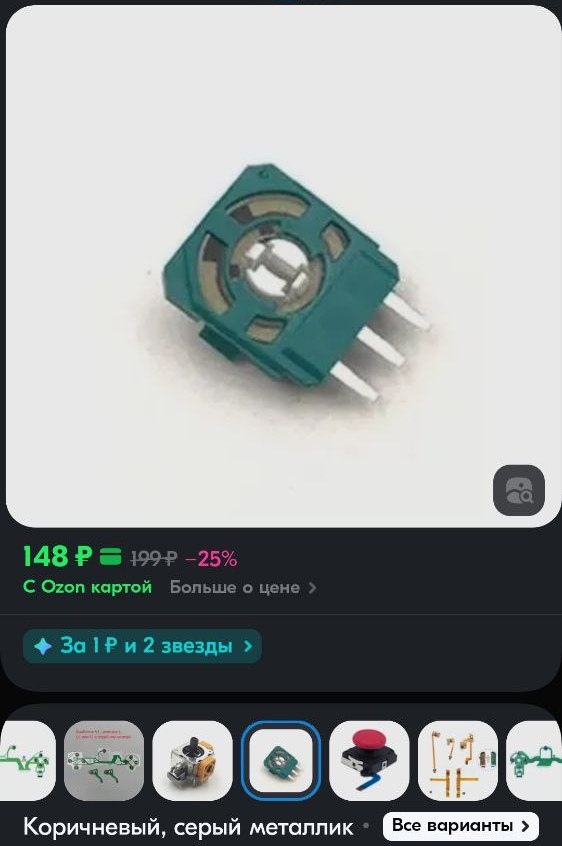 148 ₽ 199 ₽ −25%
С Ozon картой Больше о цене
За 1 ₽ и 2 звезды
Коричневый, серый металлик • Все варианты